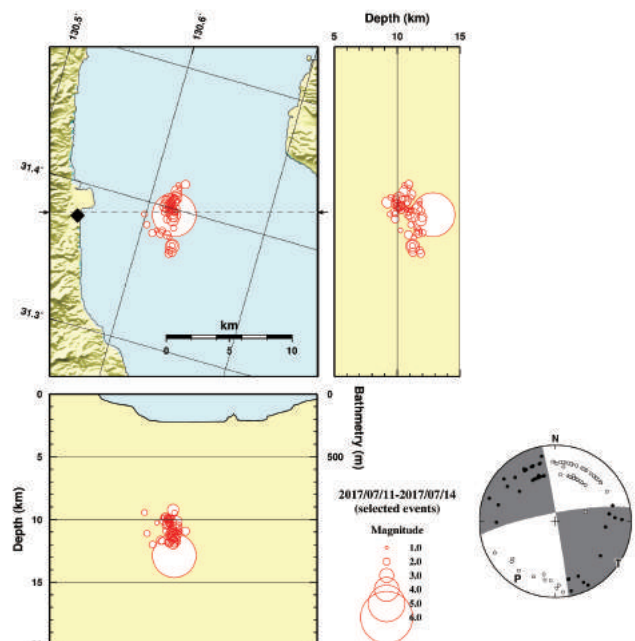 Depth (km)
130.5˚ 130.6˚ 5 10 15
31.4˚
31.3˚
km
0 5 10
0 0
Bathmetry (m)
5 500
Depth (km)
10
15
2017/07/11-2017/07/14
(selected events)
Magnitude
1.0
2.0
3.0
4.0
5.0
6.0
N
T
P